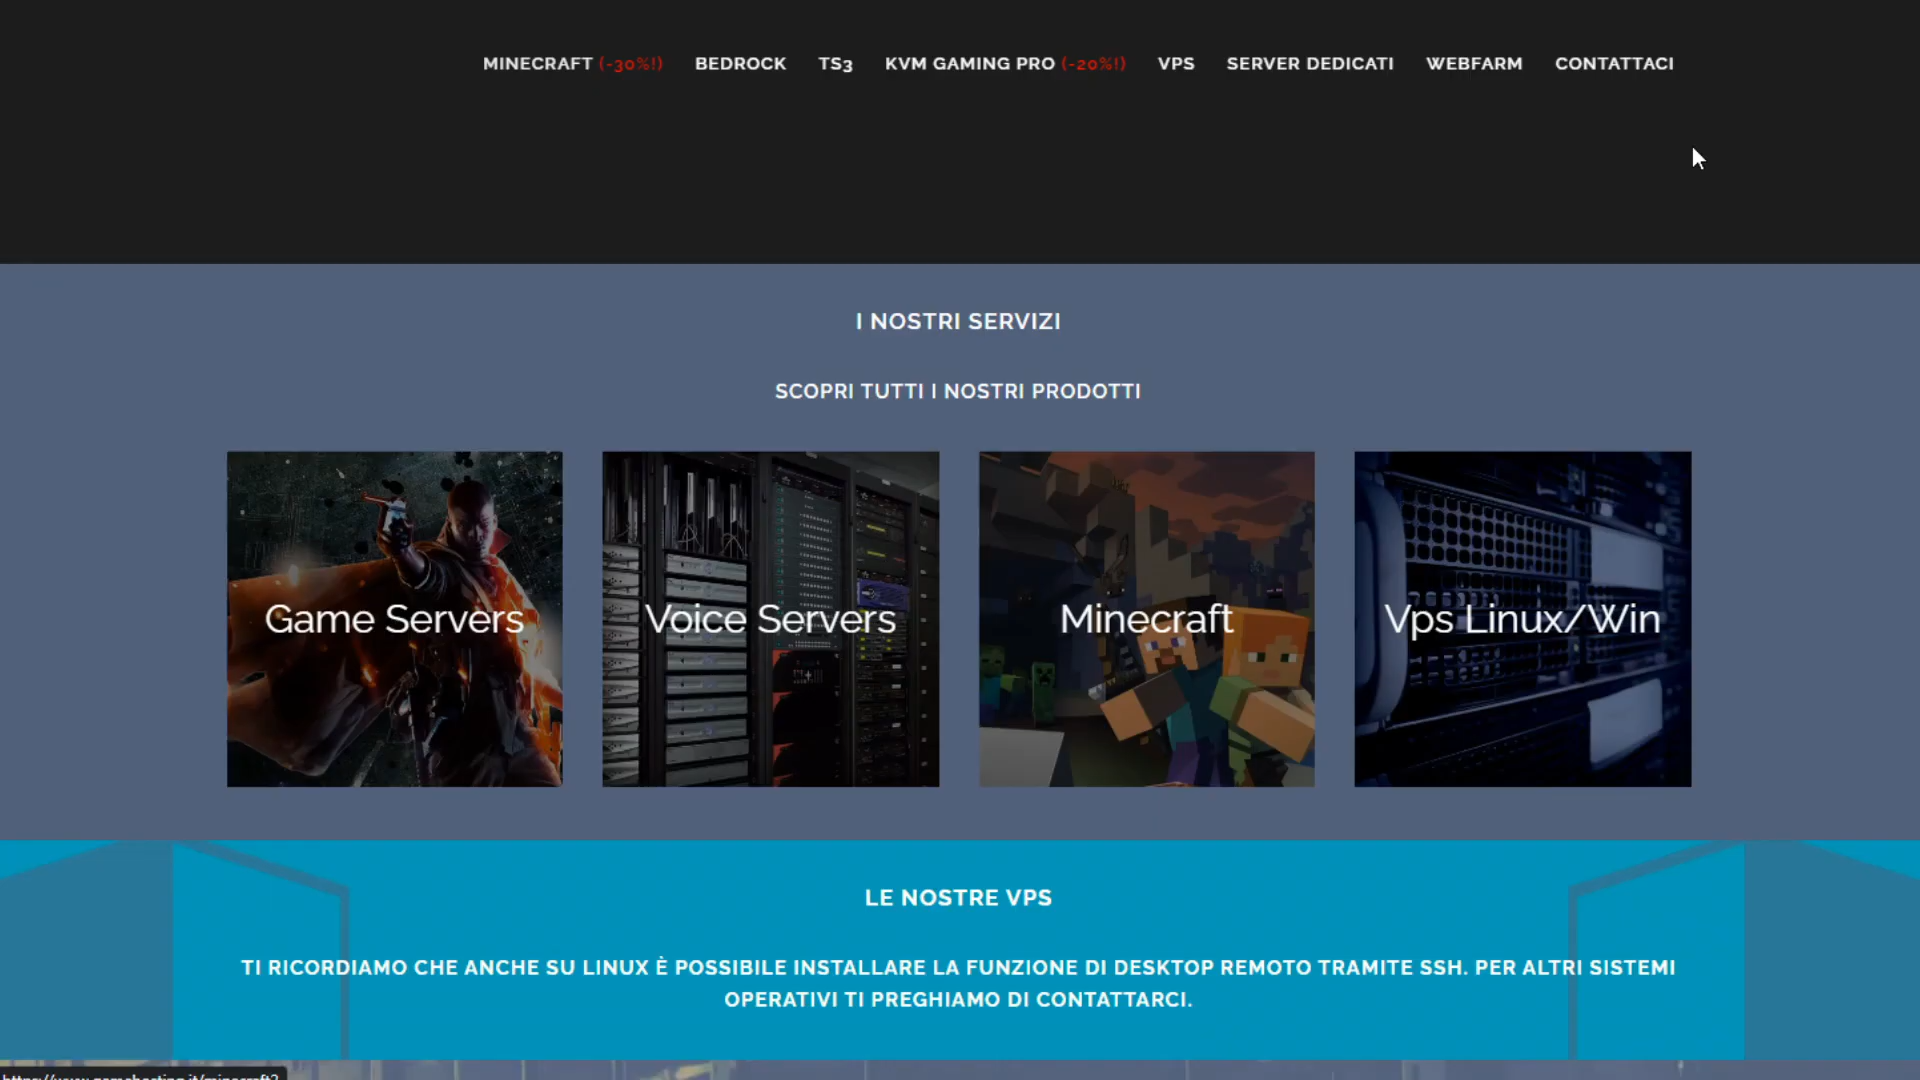 MINECRAFT (-30%!) BEDROCK TS3 KVM GAMING PRO (-20%!) VPS SERVER DEDICATI WEBFARM CONTATTACI
I NOSTRI SERVIZI
SCOPRI TUTTI I NOSTRI PRODOTTI
Game Servers Voice Servers Minecraft Vps Linux/Win
LE NOSTRE VPS
TI RICORDIAMO CHE ANCHE SU LINUX È POSSIBILE INSTALLARE LA FUNZIONE DI DESKTOP REMOTO TRAMITE SSH. PER ALTRI SISTEMI
OPERATIVI TI PREGHIAMO DI CONTATTARCI.